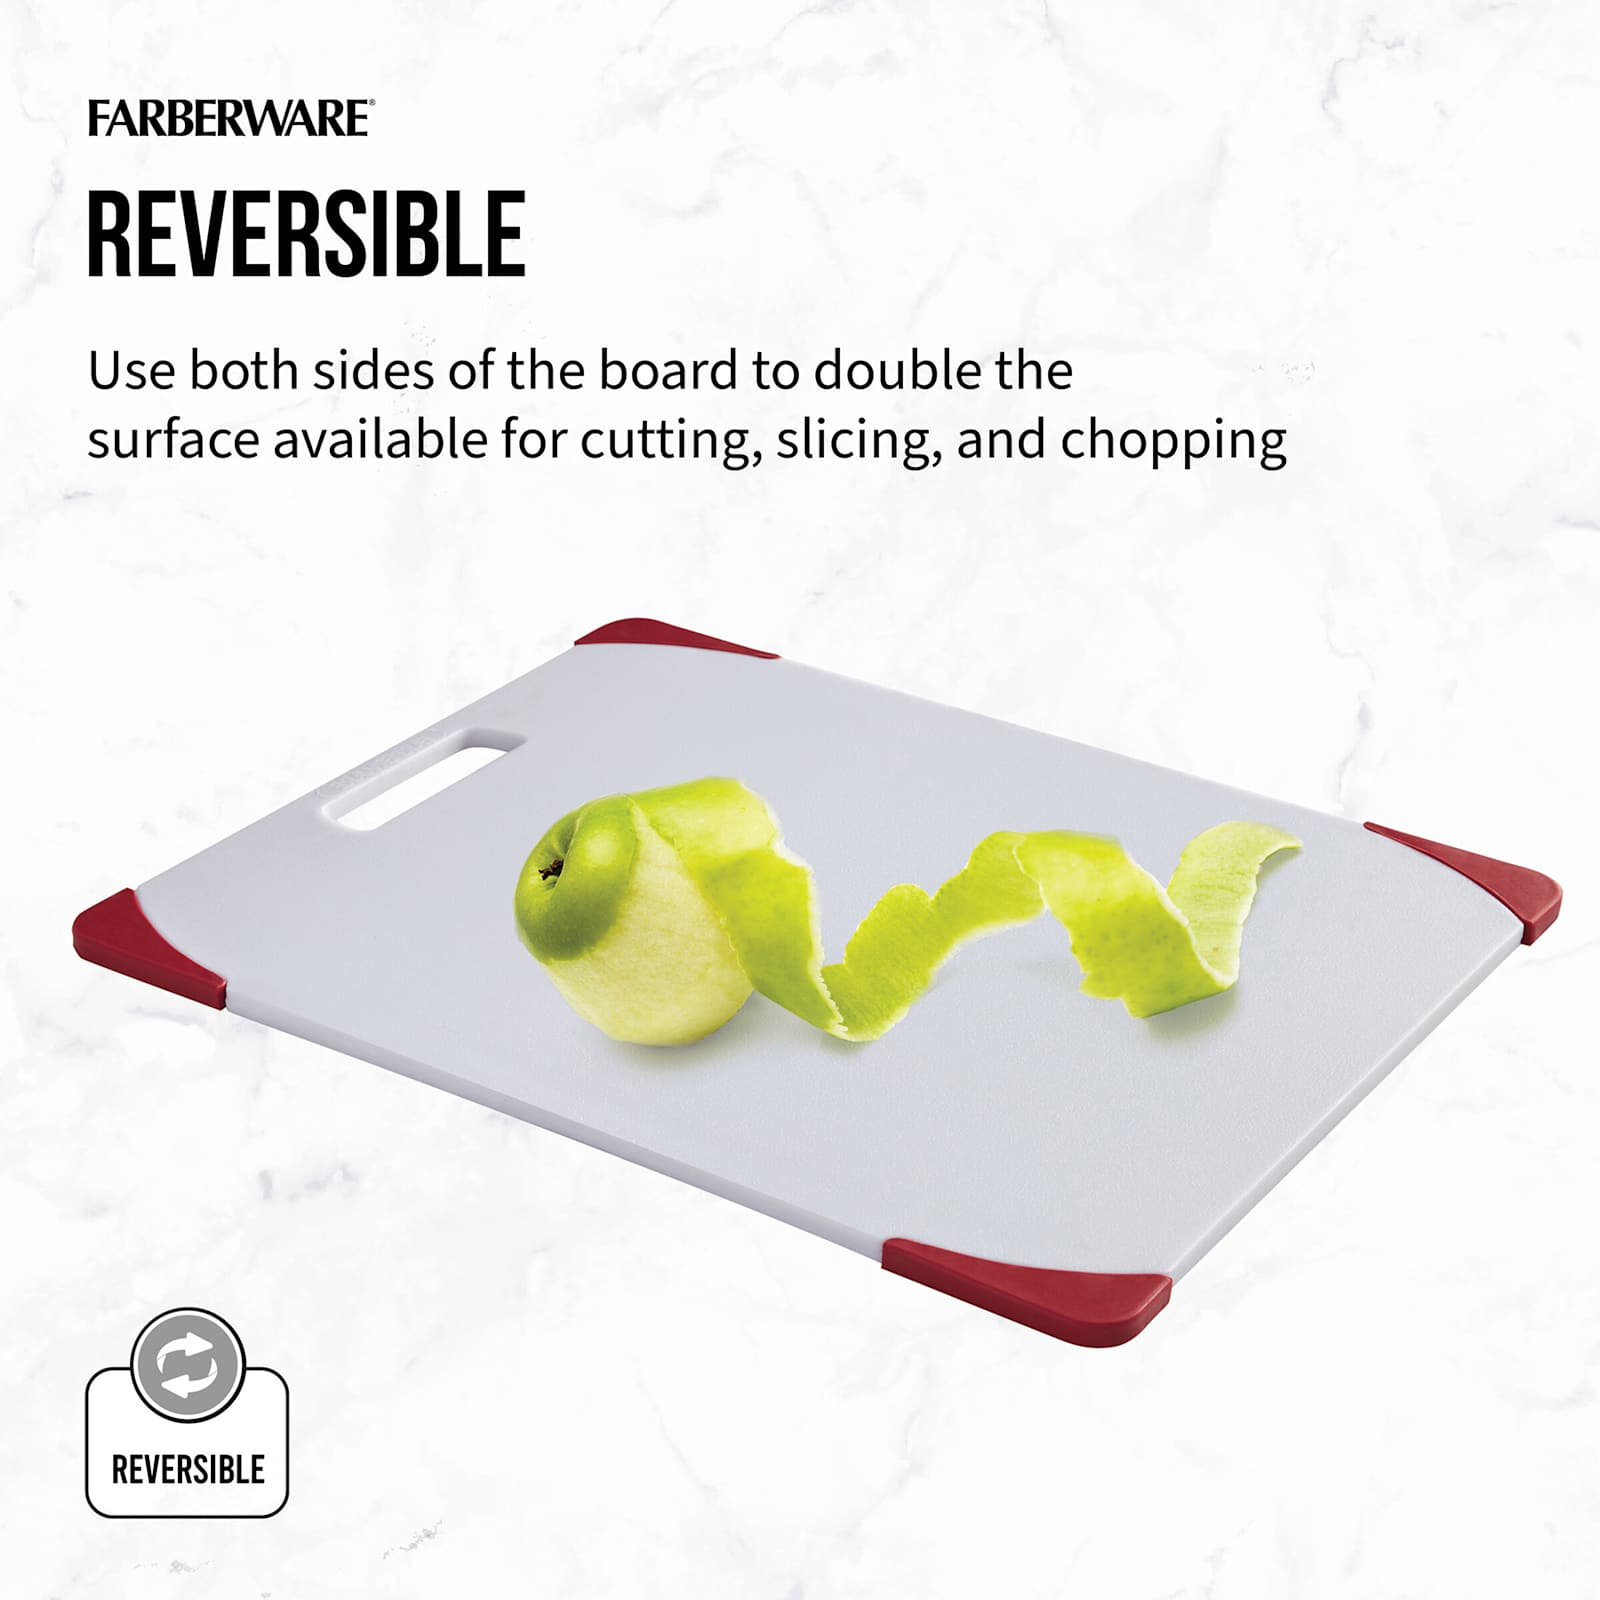 FARBERWARE®
REVERSIBLE
Use both sides of the board to double the
surface available for cutting, slicing, and chopping
REVERSIBLE